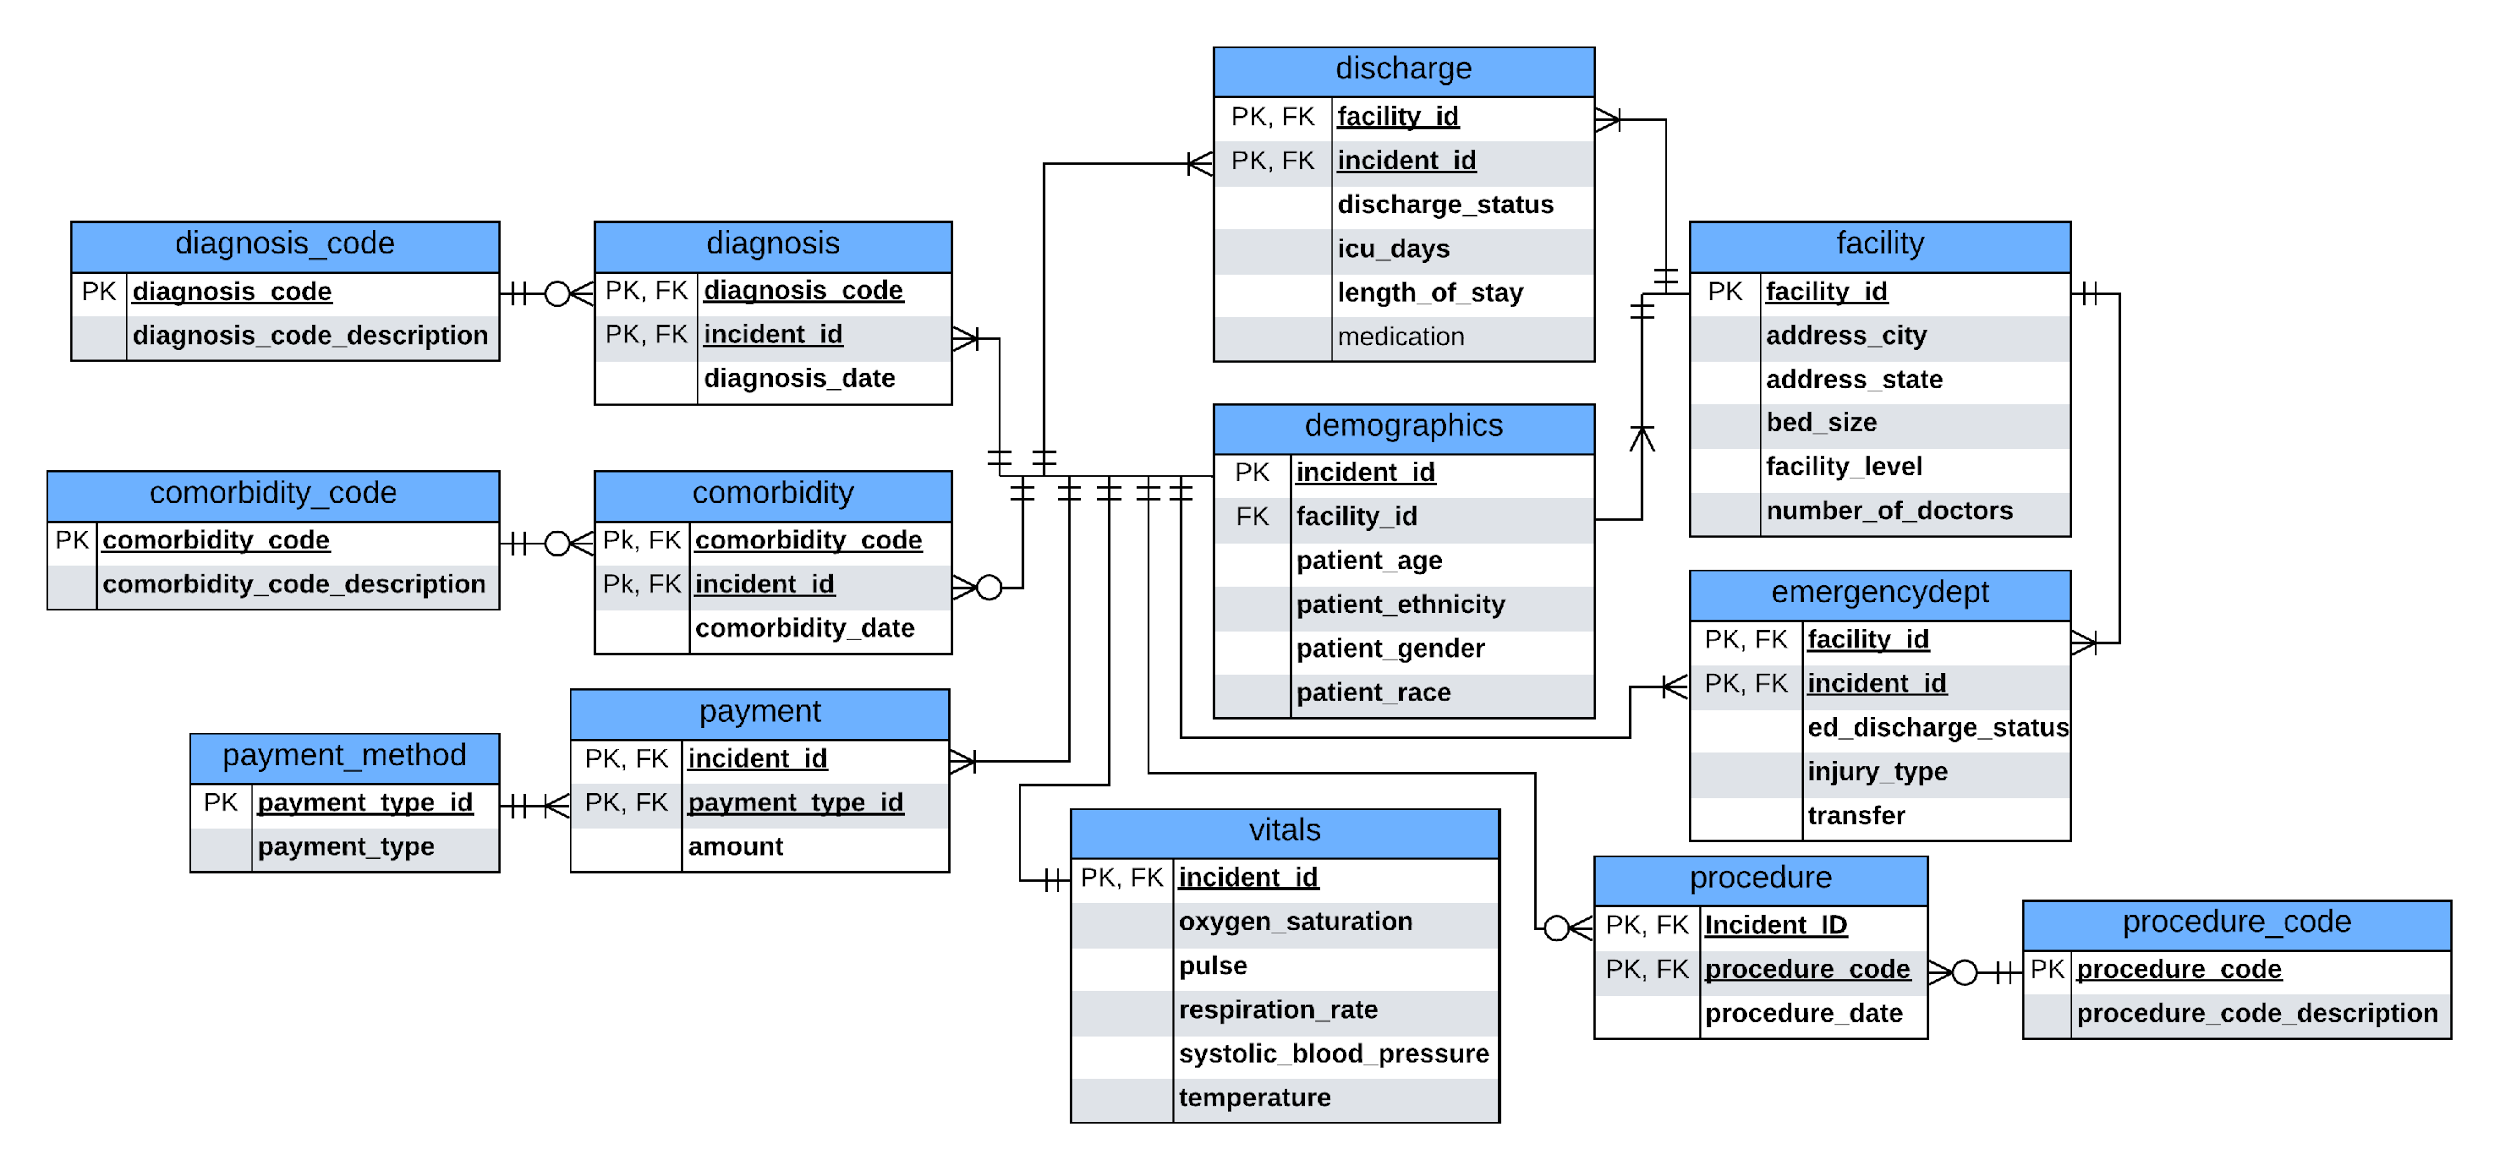 discharge
PK, FK facility_id
PK, FK incident_id
discharge_status
icu_days
length_of_stay
medication
diagnosis_code
PK diagnosis_code
diagnosis_code_description
diagnosis
PK, FK diagnosis_code
PK, FK incident_id
diagnosis_date
facility
PK facility_id
address_city
address_state
bed_size
facility_level
number_of_doctors
demographics
PK incident_id
FK facility_id
patient_age
patient_ethnicity
patient_gender
patient_race
comorbidity_code
PK comorbidity_code
comorbidity_code_description
comorbidity
Pk, FK comorbidity_code
Pk, FK incident_id
comorbidity_date
emergencydept
PK, FK facility_id
PK, FK incident_id
ed_discharge_status
injury_type
transfer
payment_method
PK payment_type_id
payment_type
payment
PK, FK incident_id
PK, FK payment_type_id
amount
vitals
PK, FK incident_id
oxygen_saturation
pulse
respiration_rate
systolic_blood_pressure
temperature
procedure
PK, FK Incident_ID
PK, FK procedure_code
procedure_date
procedure_code
PK procedure_code
procedure_code_description